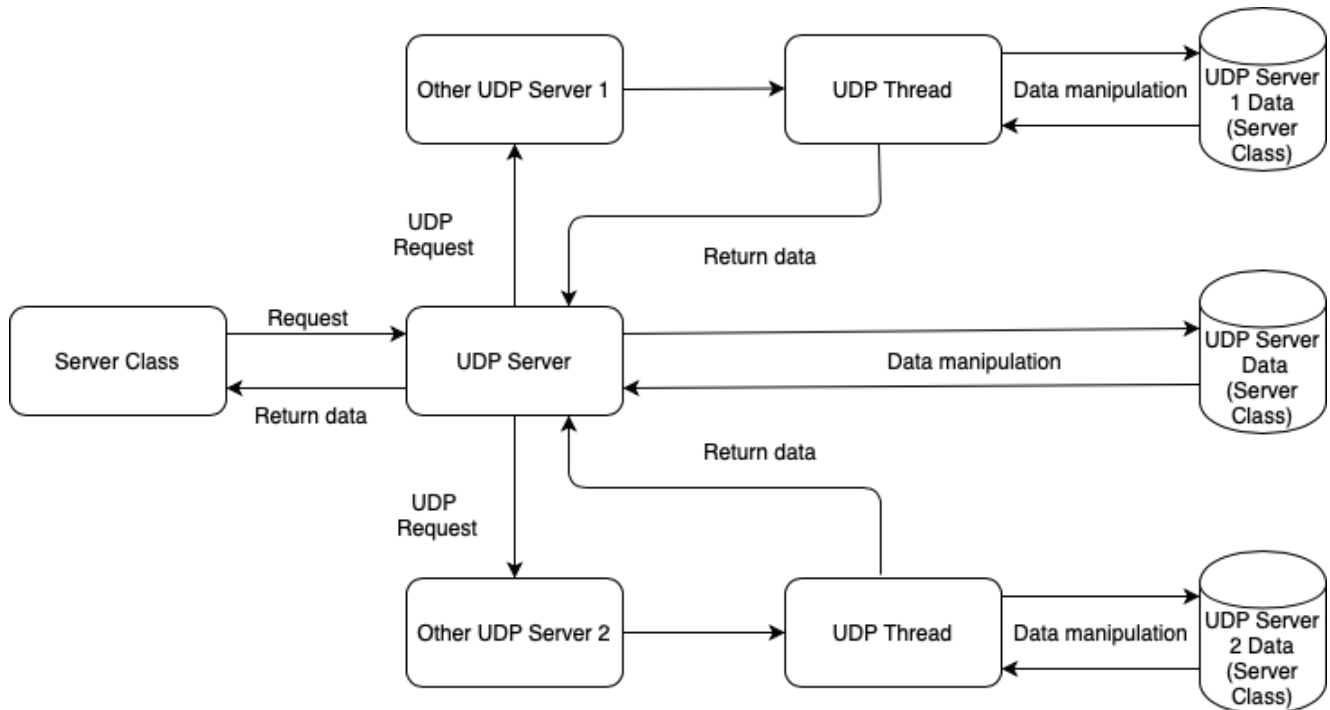 Other UDP Server 1
UDP Thread
Data manipulation
UDP Server
1 Data
(Server
Class)
UDP
Request
Return data
Server Class
Request
Return data
UDP Server
Data manipulation
UDP Server
Data
(Server
Class)
Return data
UDP
Request
Other UDP Server 2
UDP Thread
Data manipulation
UDP Server
2 Data
(Server
Class)